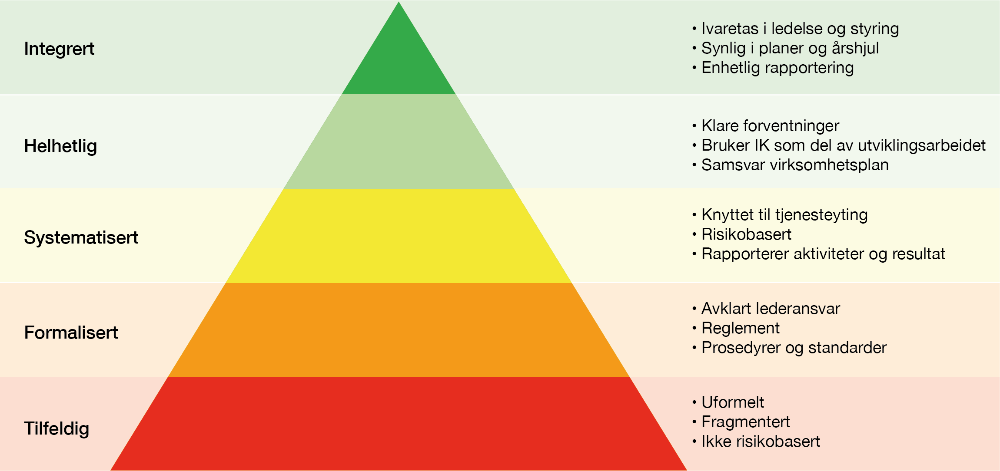 Integrert
• Ivaretas i ledelse og styring
• Synlig i planer og årshjul
• Enhetlig rapportering
Helhetlig
• Klare forventninger
• Bruker IK som del av utviklingsarbeidet
• Samsvar virksomhetsplan
Systematisert
• Knyttet til tjenesteyting
• Risikobasert
• Rapporterer aktiviteter og resultat
Formalisert
• Avklart lederansvar
• Reglement
• Prosedyrer og standarder
Tilfeldig
• Uformelt
• Fragmentert
• Ikke risikobasert